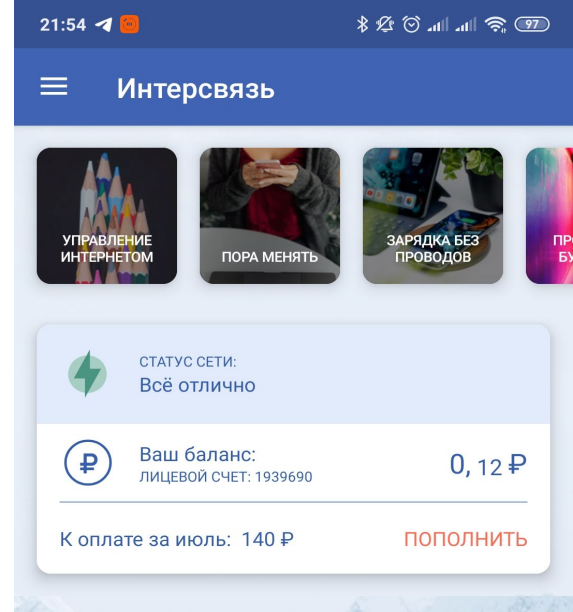 21:54
97
Интерсвязь
УПРАВЛЕНИЕ
ИНТЕРНЕТОМ
ПОРА МЕНЯТЬ
ЗАРЯДКА БЕЗ
ПРОВОДОВ
СТАТУС СЕТИ:
Всё отлично
₽
Ваш баланс:
ЛИЦЕВОЙ СЧЕТ: 1939690
0, 12 ₽
К оплате за июль: 140 ₽
ПОПОЛНИТЬ